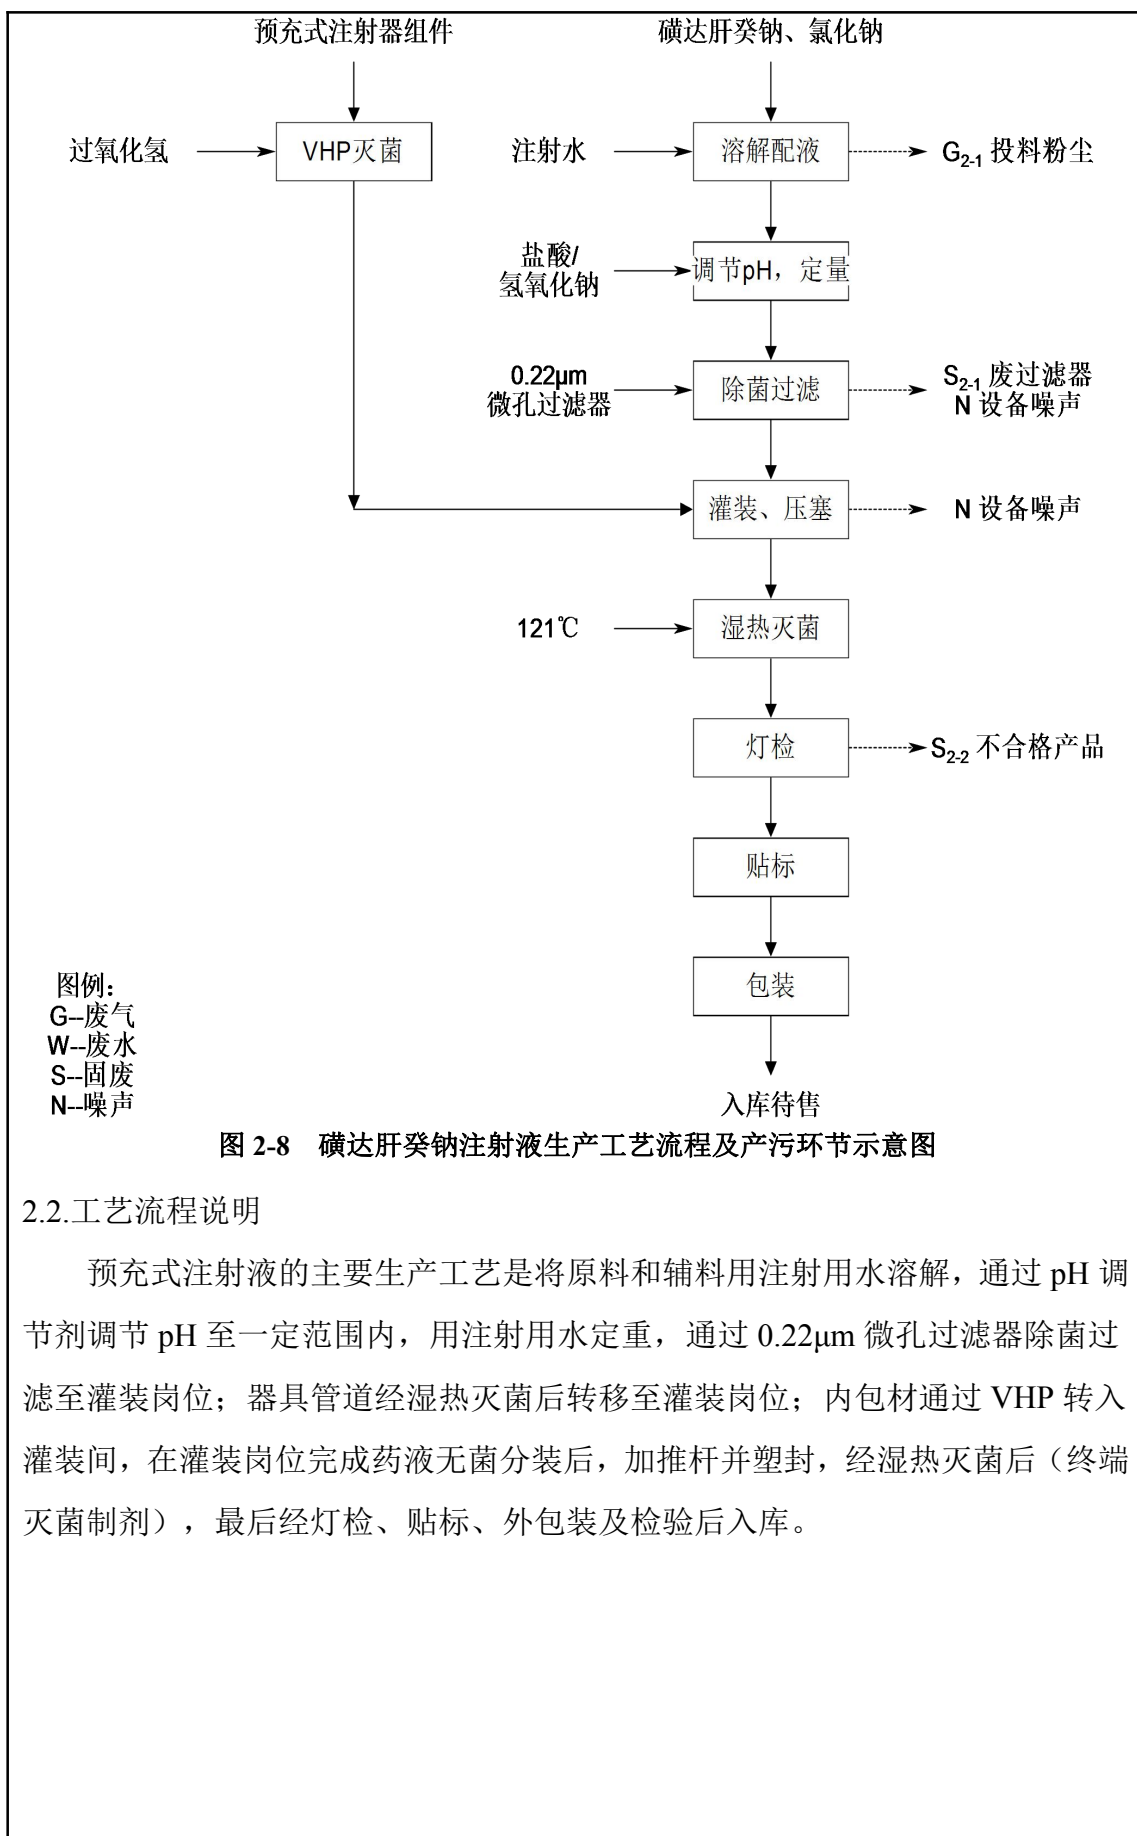 预充式注射器组件
磺达肝癸钠、氯化钠
过氧化氢
VHP灭菌
注射水
溶解配液
G2-1 投料粉尘
盐酸/
氢氧化钠
调节pH，定量
0.22μm
微孔过滤器
除菌过滤
S2-1 废过滤器
N 设备噪声
灌装、压塞
N 设备噪声
121℃
湿热灭菌
灯检
S2-2 不合格产品
贴标
包装
入库待售
图例：
G--废气
W--废水
S--固废
N--噪声
图 2-8 磺达肝癸钠注射液生产工艺流程及产污环节示意图
2.2.工艺流程说明
预充式注射液的主要生产工艺是将原料和辅料用注射用水溶解，通过 pH 调
节剂调节 pH 至一定范围内，用注射用水定重，通过 0.22μm 微孔过滤器除菌过
滤至灌装岗位；器具管道经湿热灭菌后转移至灌装岗位；内包材通过 VHP 转入
灌装间，在灌装岗位完成药液无菌分装后，加推杆并塑封，经湿热灭菌后（终端
灭菌制剂），最后经灯检、贴标、外包装及检验后入库。